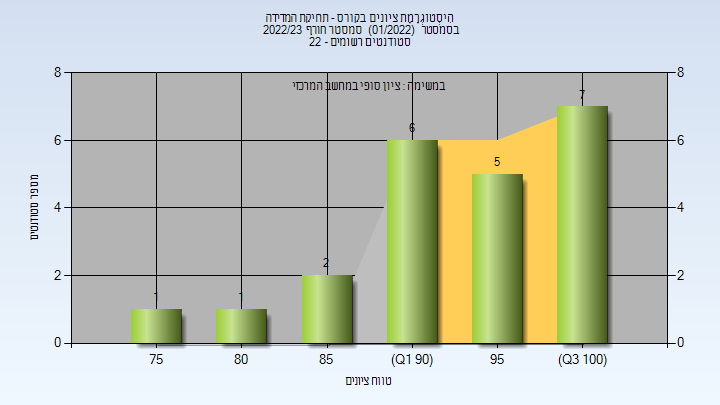 היסטוגרמת ציונים בקורס - תחיקת המדידה
בסמסטר (01/2022) סמסטר חורף 2022/23
סטודנטים רשומים - 22
במשימה : ציון סופי במחשב המרכזי
8 8
7
6 6
6
5
4 4
מספר סטודנטים
2 2
2
1 1
0 0
75 80 85 (Q1 90) 95 (Q3 100)
טווח ציונים